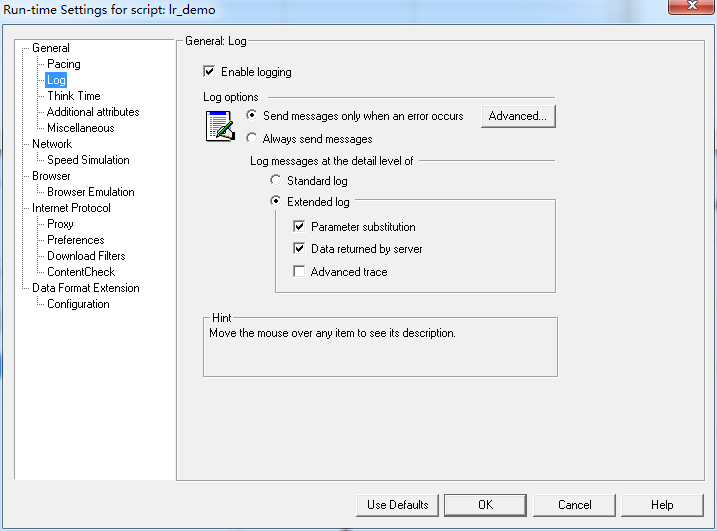 Run-time Settings for script: lr_demo
General
Pacing
Log
Think Time
Additional attributes
Miscellaneous
Network
Speed Simulation
Browser
Browser Emulation
Internet Protocol
Proxy
Preferences
Download Filters
ContentCheck
Data Format Extension
Configuration
General: Log
Enable logging
Log options
Send messages only when an error occurs
Advanced...
Always send messages
Log messages at the detail level of
Standard log
Extended log
Parameter substitution
Data returned by server
Advanced trace
Hint
Move the mouse over any item to see its description.
Use Defaults
OK
Cancel
Help